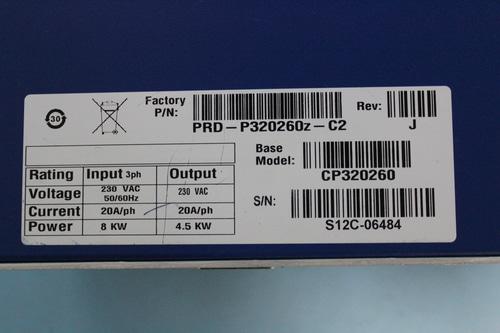 30
Factory
P/N:
PRD-P320260z-C2
Rev:
J
Base
Model:
CP320260
S/N:
S12C-06484
Rating Input 3ph Output
Voltage 230 VAC 50/60Hz 230 VAC
Current 20A/ph 20A/ph
Power 8 KW 4.5 KW